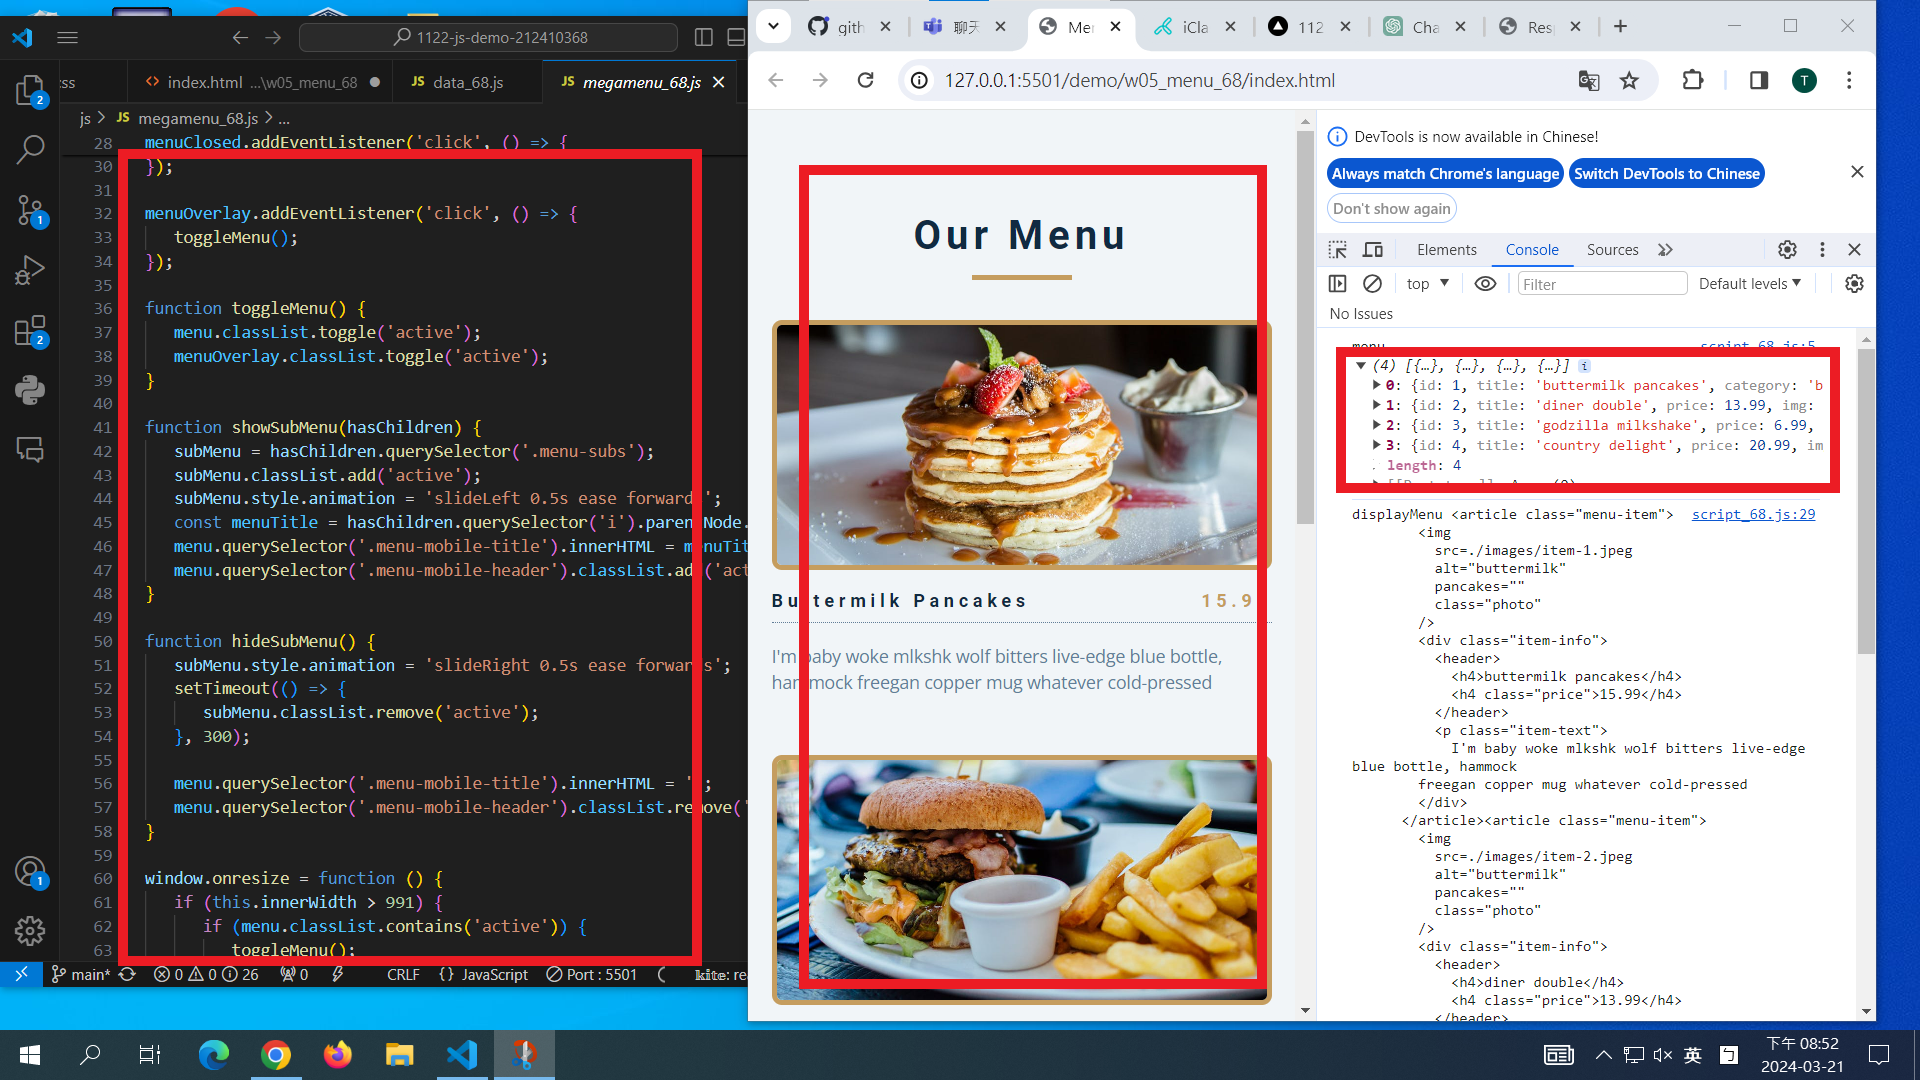 1122-js-demo-212410368
ss
index.html ...\w05_menu_68
JS data_68.js
JS megamenu_68.js
js > JS megamenu_68.js > ...
28 menuClosed.addEventListener('click', () => {
30 });
31
32 menuOverlay.addEventListener('click', () => {
33 toggleMenu();
34 });
35
36 function toggleMenu() {
37 menu.classList.toggle('active');
38 menuOverlay.classList.toggle('active');
39 }
40
41 function showSubMenu(hasChildren) {
42 subMenu = hasChildren.querySelector('.menu-subs');
43 subMenu.classList.add('active');
44 subMenu.style.animation = 'slideLeft 0.5s ease forward ';
45 const menuTitle = hasChildren.querySelector('i').paren Node.
46 menu.querySelector('.menu-mobile-title').innerHTML = menuTit
47 menu.querySelector('.menu-mobile-header').classList.ad ('act
48 }
49
50 function hideSubMenu() {
51 subMenu.style.animation = 'slideRight 0.5s ease forwar s';
52 setTimeout(() => {
53 subMenu.classList.remove('active');
54 }, 300);
55
56 menu.querySelector('.menu-mobile-title').innerHTML = ' ;
57 menu.querySelector('.menu-mobile-header').classList.re ove('
58 }
59
60 window.onresize = function () {
61 if (this.innerWidth > 991) {
62 if (menu.classList.contains('active')) {
63 toggleMenu();
2
1
2
1
main* 0 0 26 0 CRLF {} JavaScript Port : 5501 kite: re
gith
聊天
Mer
iCla
112
Cha
Res
127.0.0.1:5501/demo/w05_menu_68/index.html
T
Our Menu
Buttermilk Pancakes 15.9
I'm baby woke mlkshk wolf bitters live-edge blue bottle,
hammock freegan copper mug whatever cold-pressed
DevTools is now available in Chinese!
Always match Chrome's language
Switch DevTools to Chinese
Don't show again
Elements Console Sources
top Filter Default levels
No Issues
menu script_68.js:5
(4) [{…}, {…}, {…}, {…}] i
0: {id: 1, title: 'buttermilk pancakes', category: 'b
1: {id: 2, title: 'diner double', price: 13.99, img:
2: {id: 3, title: 'godzilla milkshake', price: 6.99,
3: {id: 4, title: 'country delight', price: 20.99, im
length: 4
displayMenu <article class="menu-item"> script_68.js:29
<img
src=./images/item-1.jpeg
alt="buttermilk"
pancakes=""
class="photo"
/>
<div class="item-info">
<header>
<h4>buttermilk pancakes</h4>
<h4 class="price">15.99</h4>
</header>
<p class="item-text">
I'm baby woke mlkshk wolf bitters live-edge
blue bottle, hammock
freegan copper mug whatever cold-pressed
</div>
</article><article class="menu-item">
<img
src=./images/item-2.jpeg
alt="buttermilk"
pancakes=""
class="photo"
/>
<div class="item-info">
<header>
<h4>diner double</h4>
<h4 class="price">13.99</h4>
</header>
英
ㄅ
下午 08:52
2024-03-21